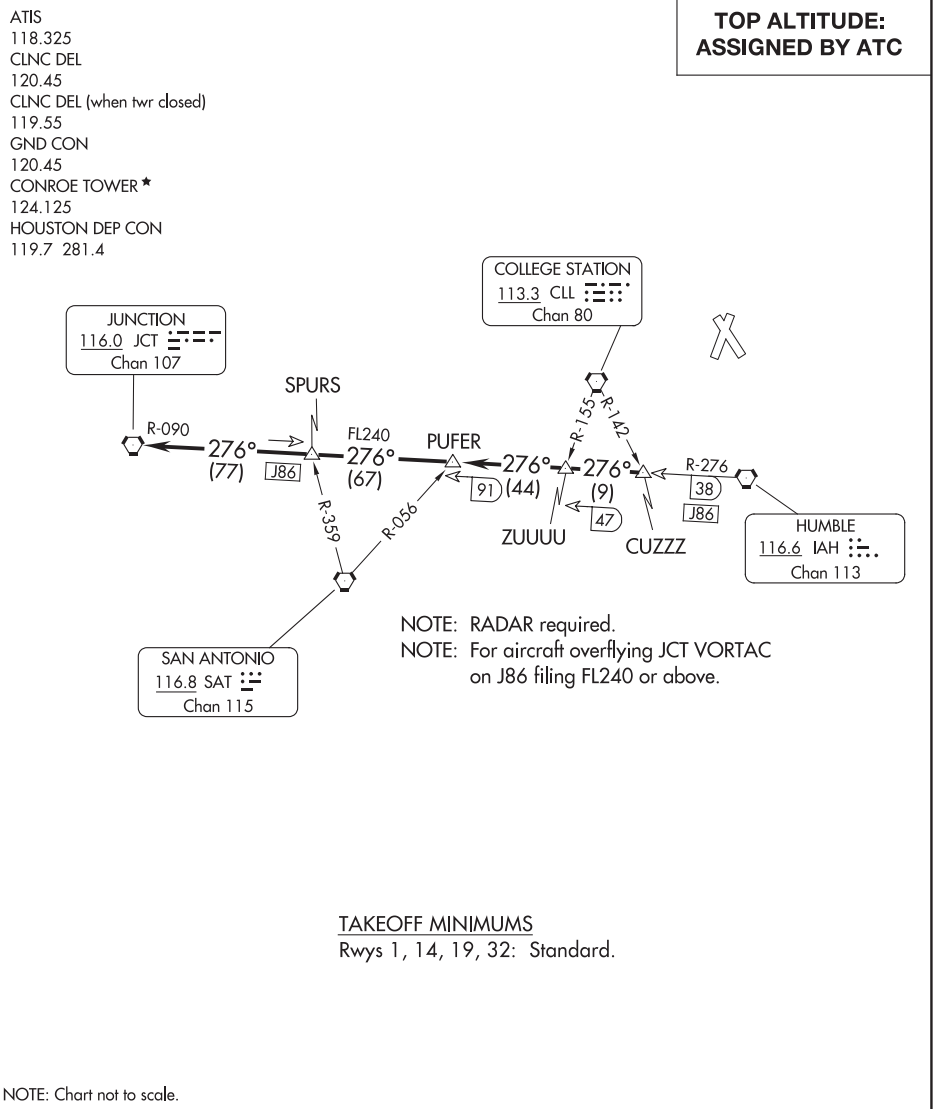 ATIS
118.325
CLNC DEL
120.45
CLNC DEL (when twr closed)
119.55
GND CON
120.45
CONROE TOWER ★
124.125
HOUSTON DEP CON
119.7 281.4
TOP ALTITUDE:
ASSIGNED BY ATC
COLLEGE STATION
113.3 CLL
Chan 80
JUNCTION
116.0 JCT
Chan 107
SPURS
R-090
276°
(77)
J86
FL240
276°
(67)
PUFER
91
276°
(44)
R-155
R-142
276°
(9)
ZUUUU
47
CUZZZ
R-276
38
J86
HUMBLE
116.6 IAH
Chan 113
R-359
R-056
SAN ANTONIO
116.8 SAT
Chan 115
NOTE: RADAR required.
NOTE: For aircraft overflying JCT VORTAC
on J86 filing FL240 or above.
TAKEOFF MINIMUMS
Rwys 1, 14, 19, 32: Standard.
NOTE: Chart not to scale.